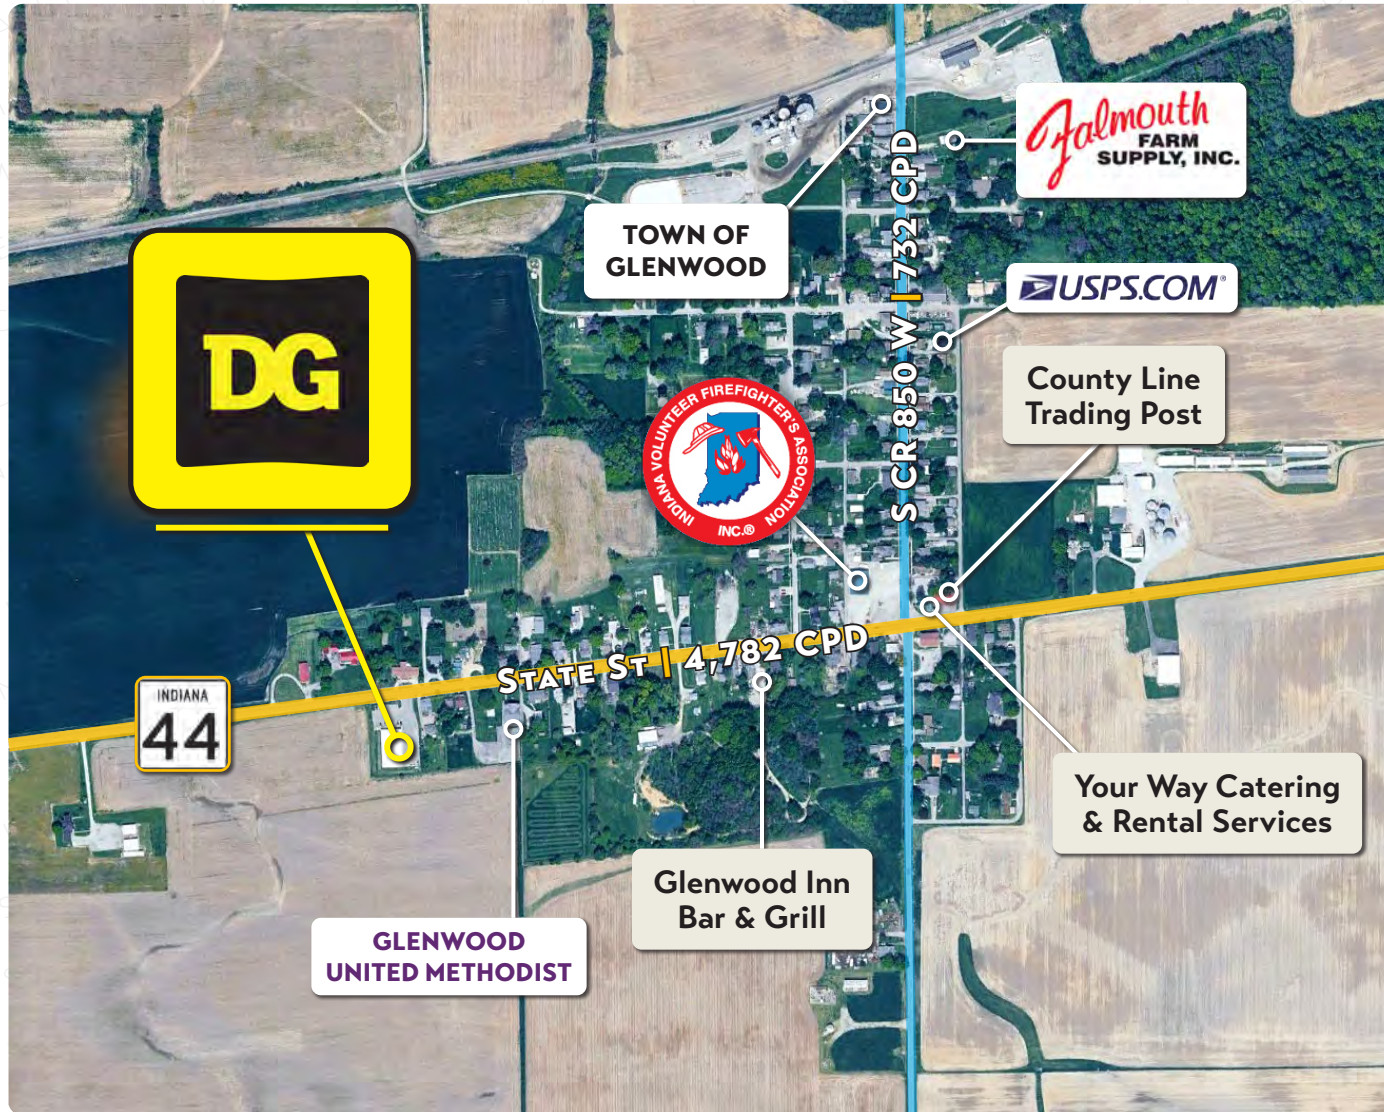 Falmouth
FARM
SUPPLY, INC.
TOWN OF
GLENWOOD
S CR 850 W | 732 CPD
USPS.COM®
DG
County Line
Trading Post
INDIANA VOLUNTEER FIREFIGHTER'S ASSOCIATION
INC.®
STATE ST | 4,782 CPD
INDIANA
44
Your Way Catering
& Rental Services
Glenwood Inn
Bar & Grill
GLENWOOD
UNITED METHODIST